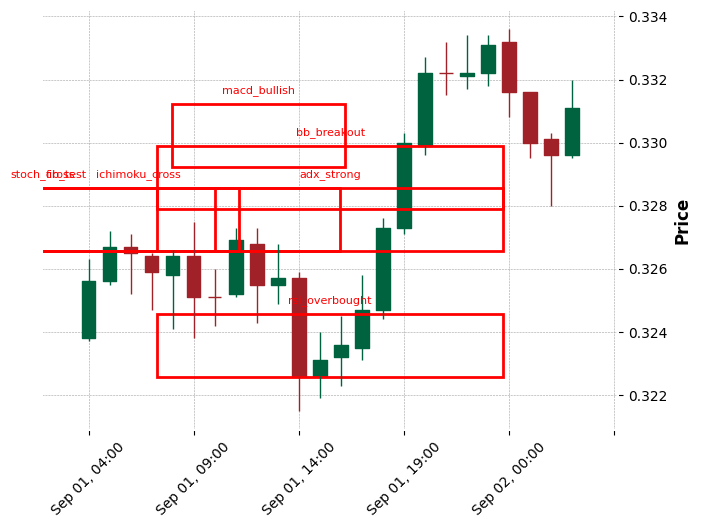 0.334
macd_bullish
0.332
bb_breakout
0.330
stoch_cross
fib_test
ichimoku_cross
adx_strong
0.328
Price
0.326
rsi_overbought
0.324
0.322
Sep 01, 04:00
Sep 01, 09:00
Sep 01, 14:00
Sep 01, 19:00
Sep 02, 00:00